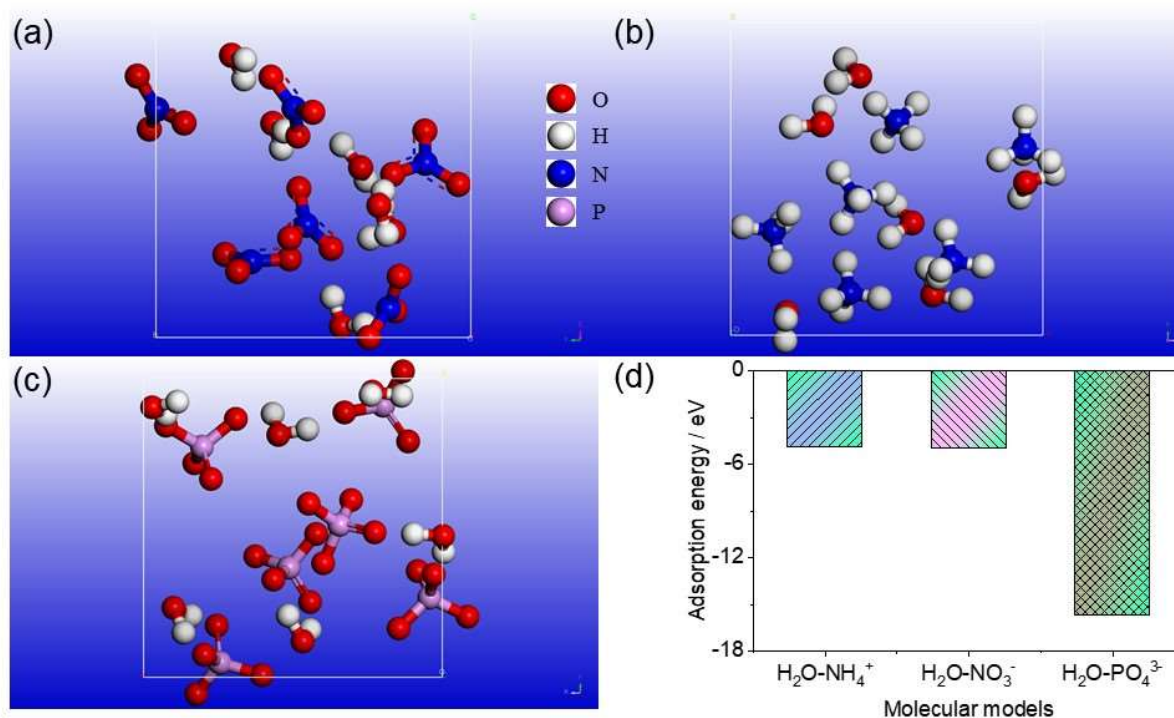 (a)
(b)
O
H
N
P
(c)
(d)
Adsorption energy / eV
0
-6
-12
-18
H₂O-NH₄⁺ H₂O-NO₃⁻ H₂O-PO₄³⁻
Molecular models